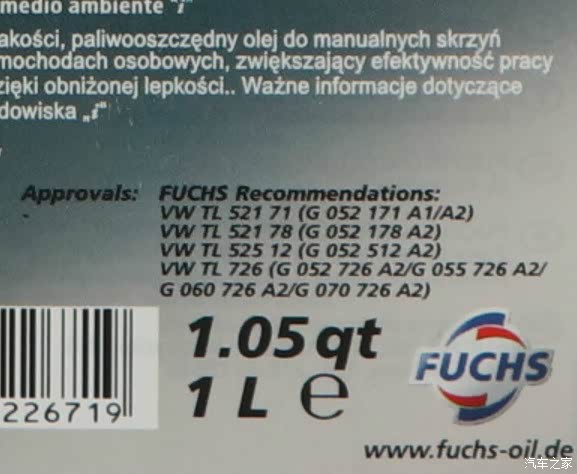 medio ambiente "i"
akości, paliwooszczędny olej do manualnych skrzyń
mochodach osobowych, zwiększający efektywność pracy
zięki obniżonej lepkości.. Ważne informacje dotyczące
dowiska „i"
Approvals:
-
FUCHS Recommendations:
VW TL 521 71 (G 052 171 A1/A2)
VW TL 521 78 (G 052 178 A2)
VW TL 525 12 (G 052 512 A2)
VW TL 726 (G 052 726 A2/G 055 726 A2/
G 060 726 A2/G 070 726 A2)
226719
1.05 qt
1 L e
FUCHS
www.fuchs-oil.de
汽车之家